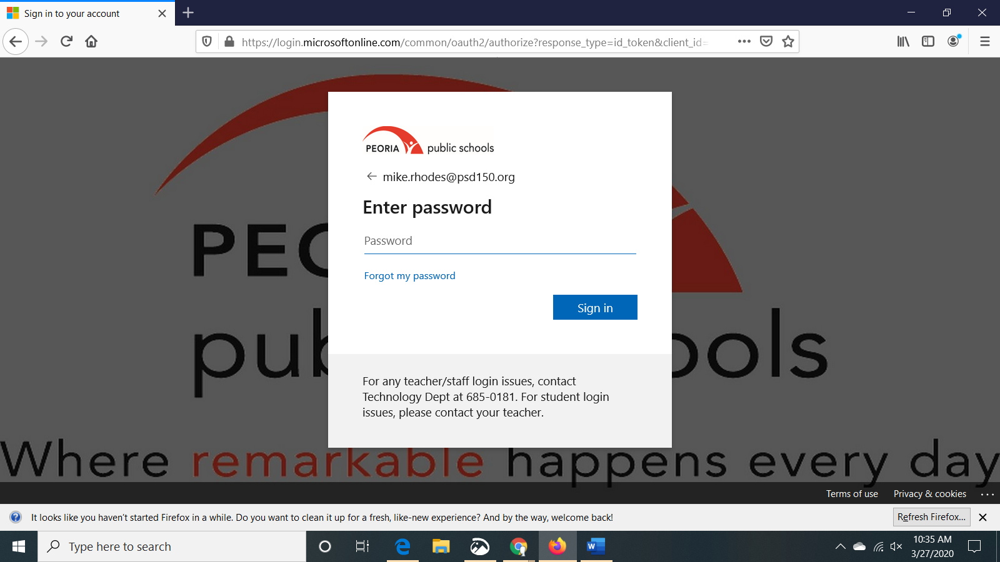 Sign in to your account
https://login.microsoftonline.com/common/oauth2/authorize?response_type=id_token&client_id=
PEORIA public schools
mike.rhodes@psd150.org
Enter password
Password
Forgot my password
Sign in
For any teacher/staff login issues, contact
Technology Dept at 685-0181. For student login
issues, please contact your teacher.
PEO
pub ools
Where remarkable happens every day
Terms of use Privacy & cookies
It looks like you haven't started Firefox in a while. Do you want to clean it up for a fresh, like-new experience? And by the way, welcome back!
Refresh Firefox...
Type here to search
W
10:35 AM
3/27/2020